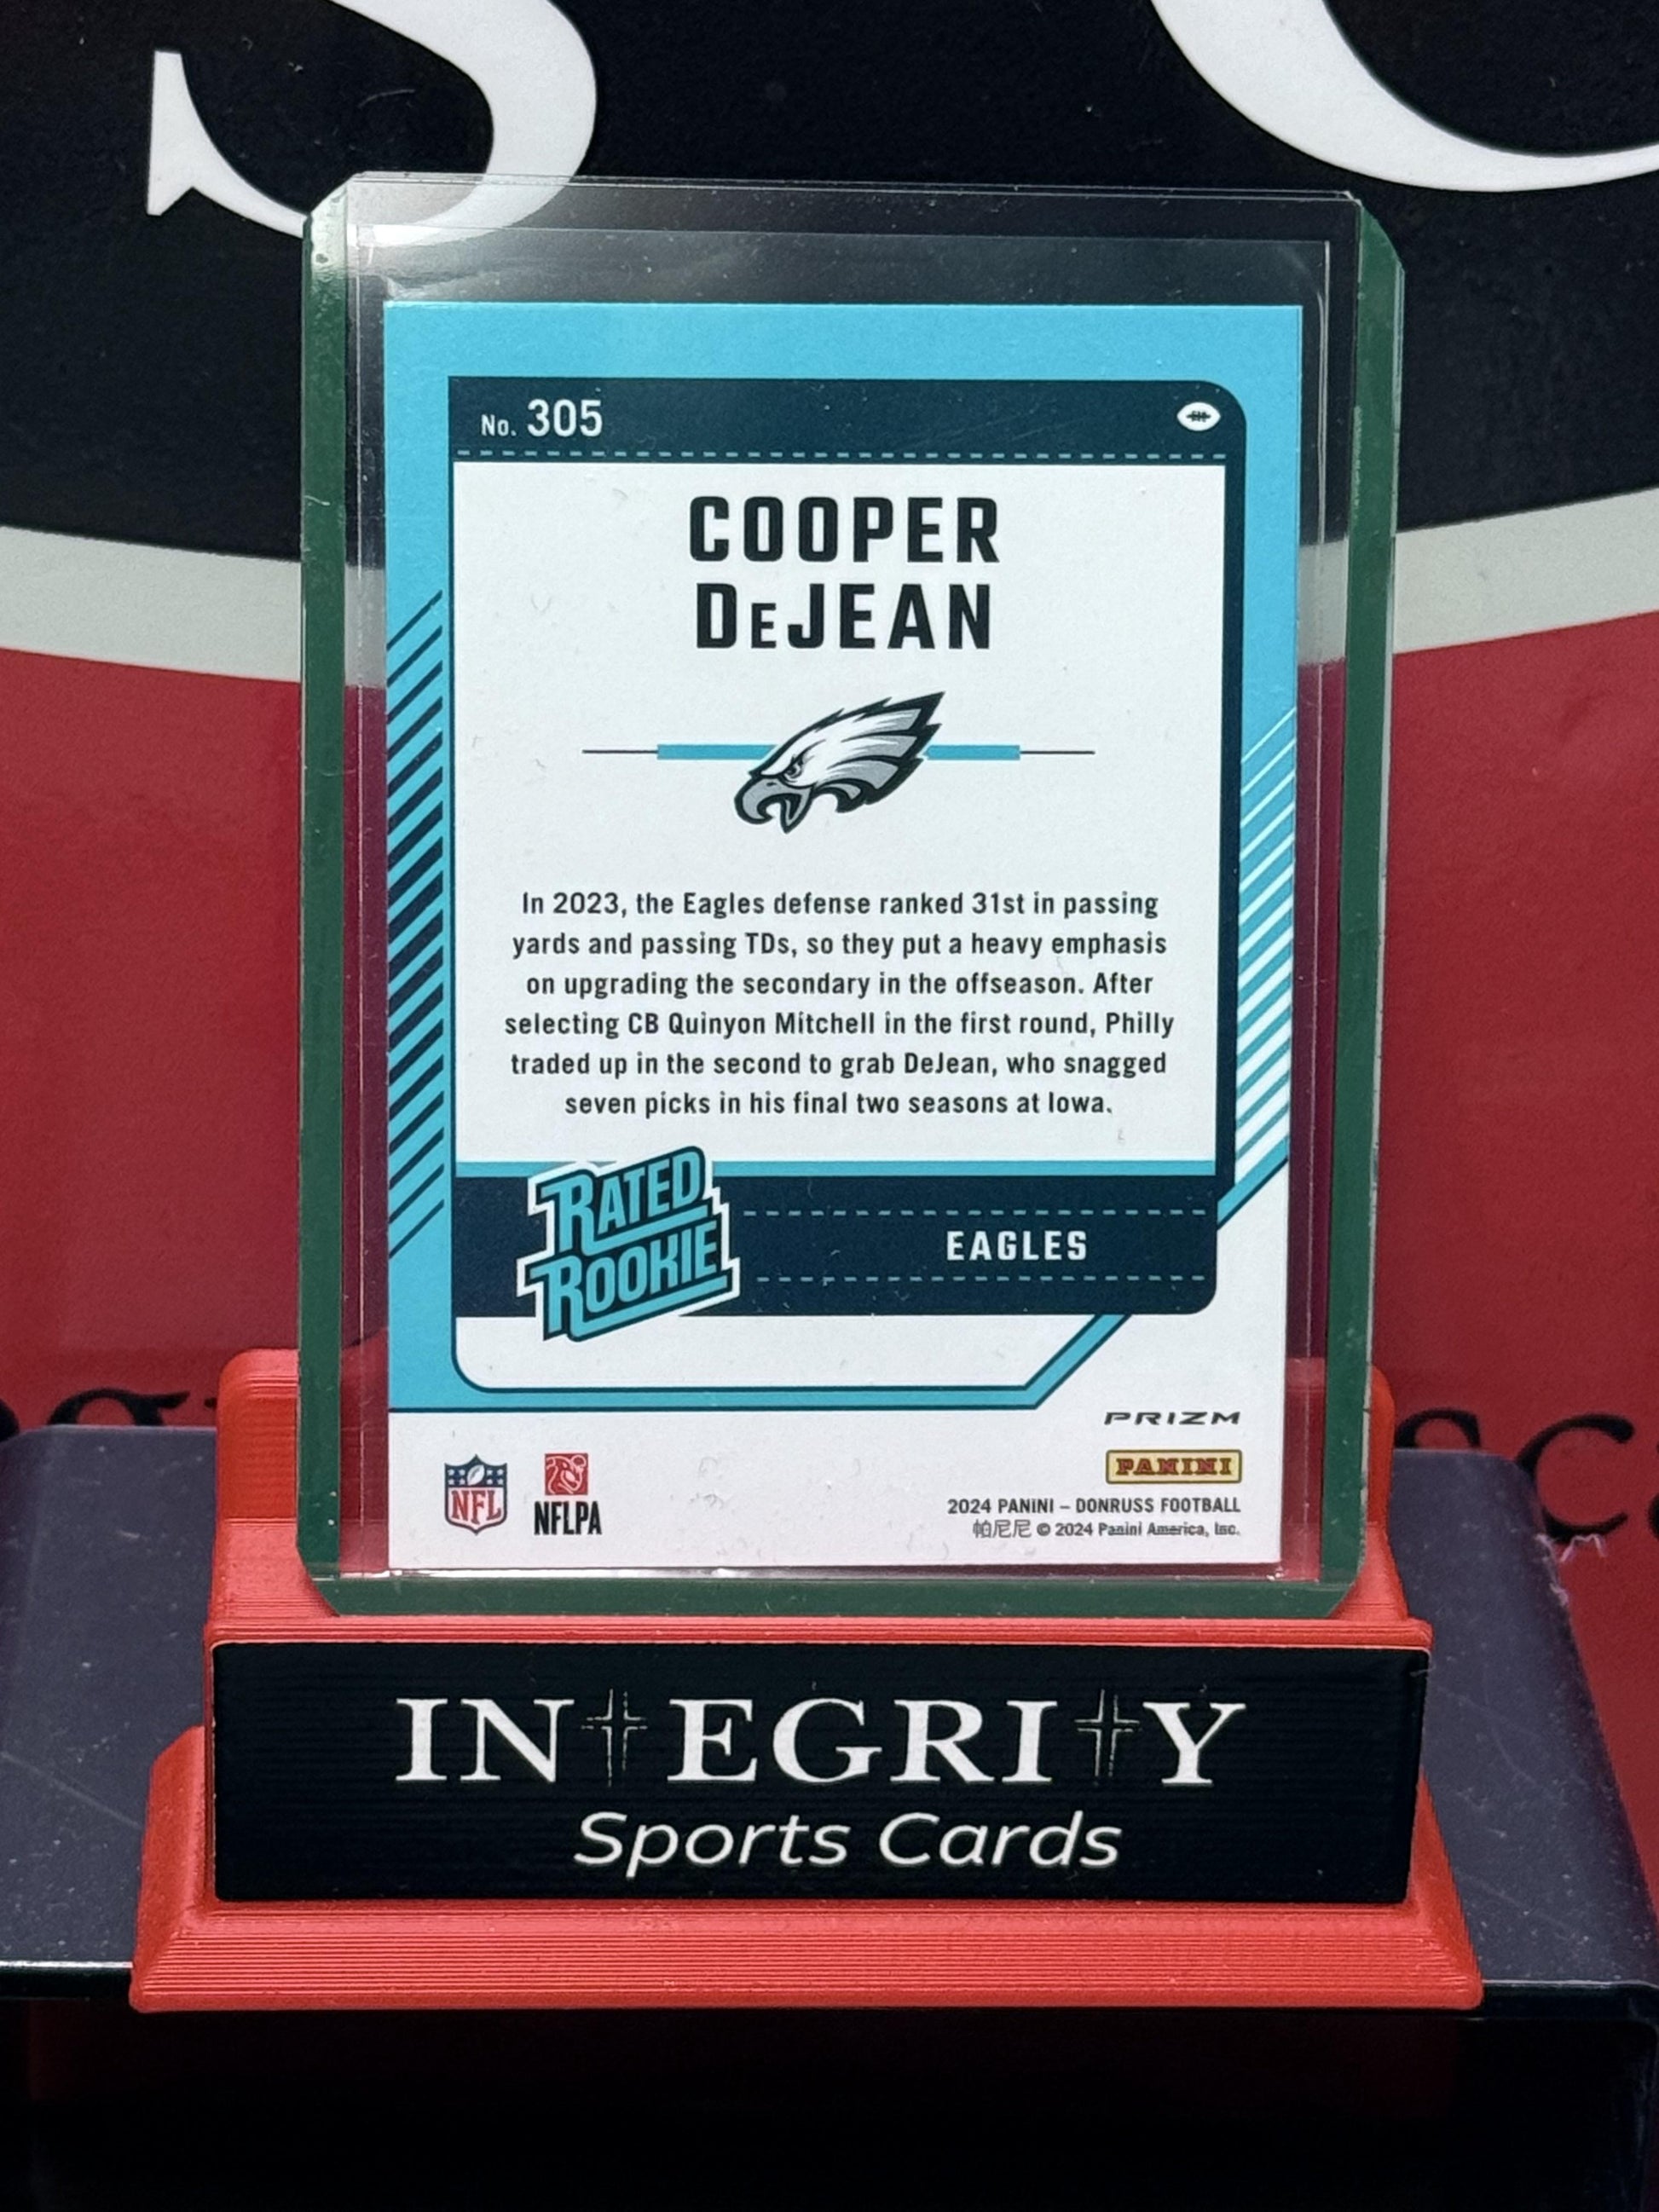 No. 305
COOPER
DeJEAN
In 2023, the Eagles defense ranked 31st in passing
yards and passing TDs, so they put a heavy emphasis
on upgrading the secondary in the offseason. After
selecting CB Quinyon Mitchell in the first round, Philly
traded up in the second to grab DeJean, who snagged
seven picks in his final two seasons at Iowa.
RATED
ROOKIE
EAGLES
PRIZM
NFL
NFLPA
PANINI
2024 PANINI – DONRUSS FOOTBALL
帕尼尼 © 2024 Panini America, Inc.
INTEGRITY
Sports Cards